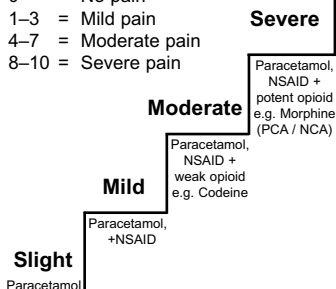 1–3 = Mild pain
4–7 = Moderate pain
8–10 = Severe pain
Severe
Paracetamol,
NSAID +
potent opioid
e.g. Morphine
(PCA / NCA)
Moderate
Paracetamol,
NSAID +
weak opioid
e.g. Codeine
Mild
Paracetamol,
+NSAID
Slight
Paracetamol